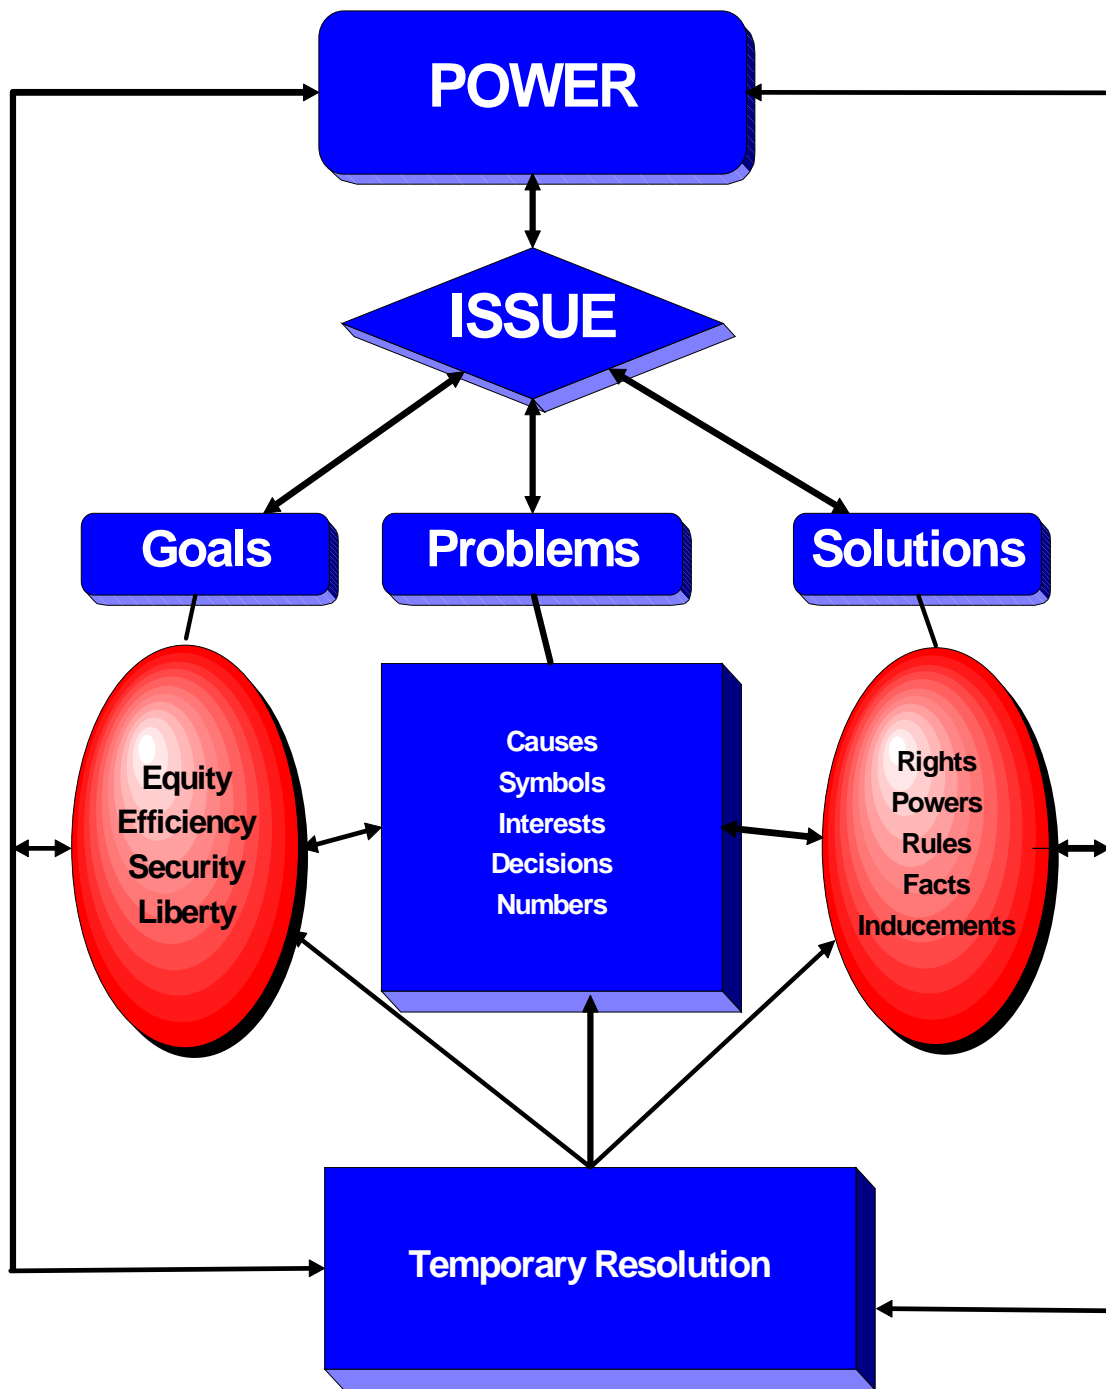 POWER
ISSUE
Goals
Problems
Solutions
Equity
Efficiency
Security
Liberty
Causes
Symbols
Interests
Decisions
Numbers
Rights
Powers
Rules
Facts
Inducements
Temporary Resolution